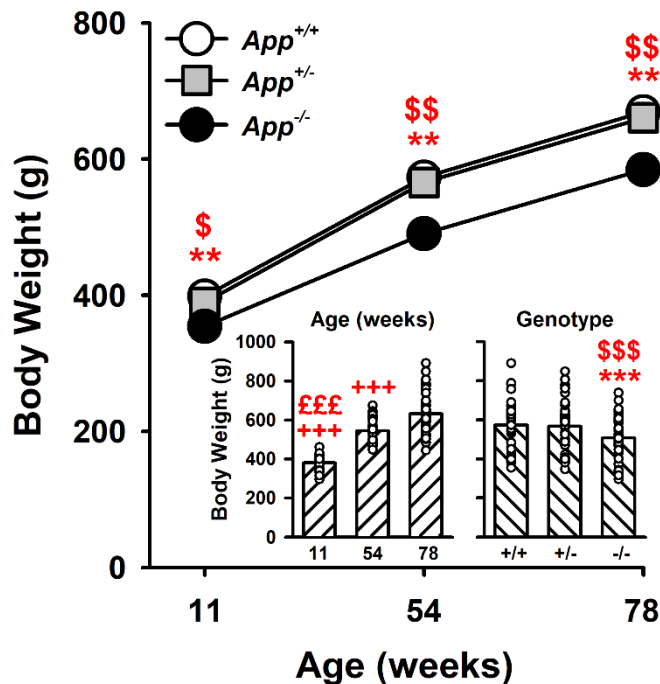 Body Weight (g)
800
600
400
200
0
App+/+
App+/-
App-/-
$
**
$$
**
$$
**
Age (weeks)
Genotype
Body Weight (g)
1000
800
600
400
200
0
£££
+++
+++
$$$
***
11 54 78
+/+ +/- -/-
11 54 78
Age (weeks)